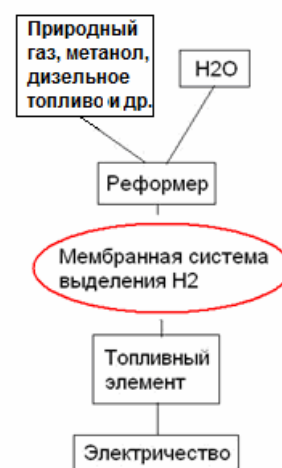 Природный
газ, метанол,
дизельное
топливо и др.
H2O
Реформер
Мембранная система
выделения H2
Топливный
элемент
Электричество